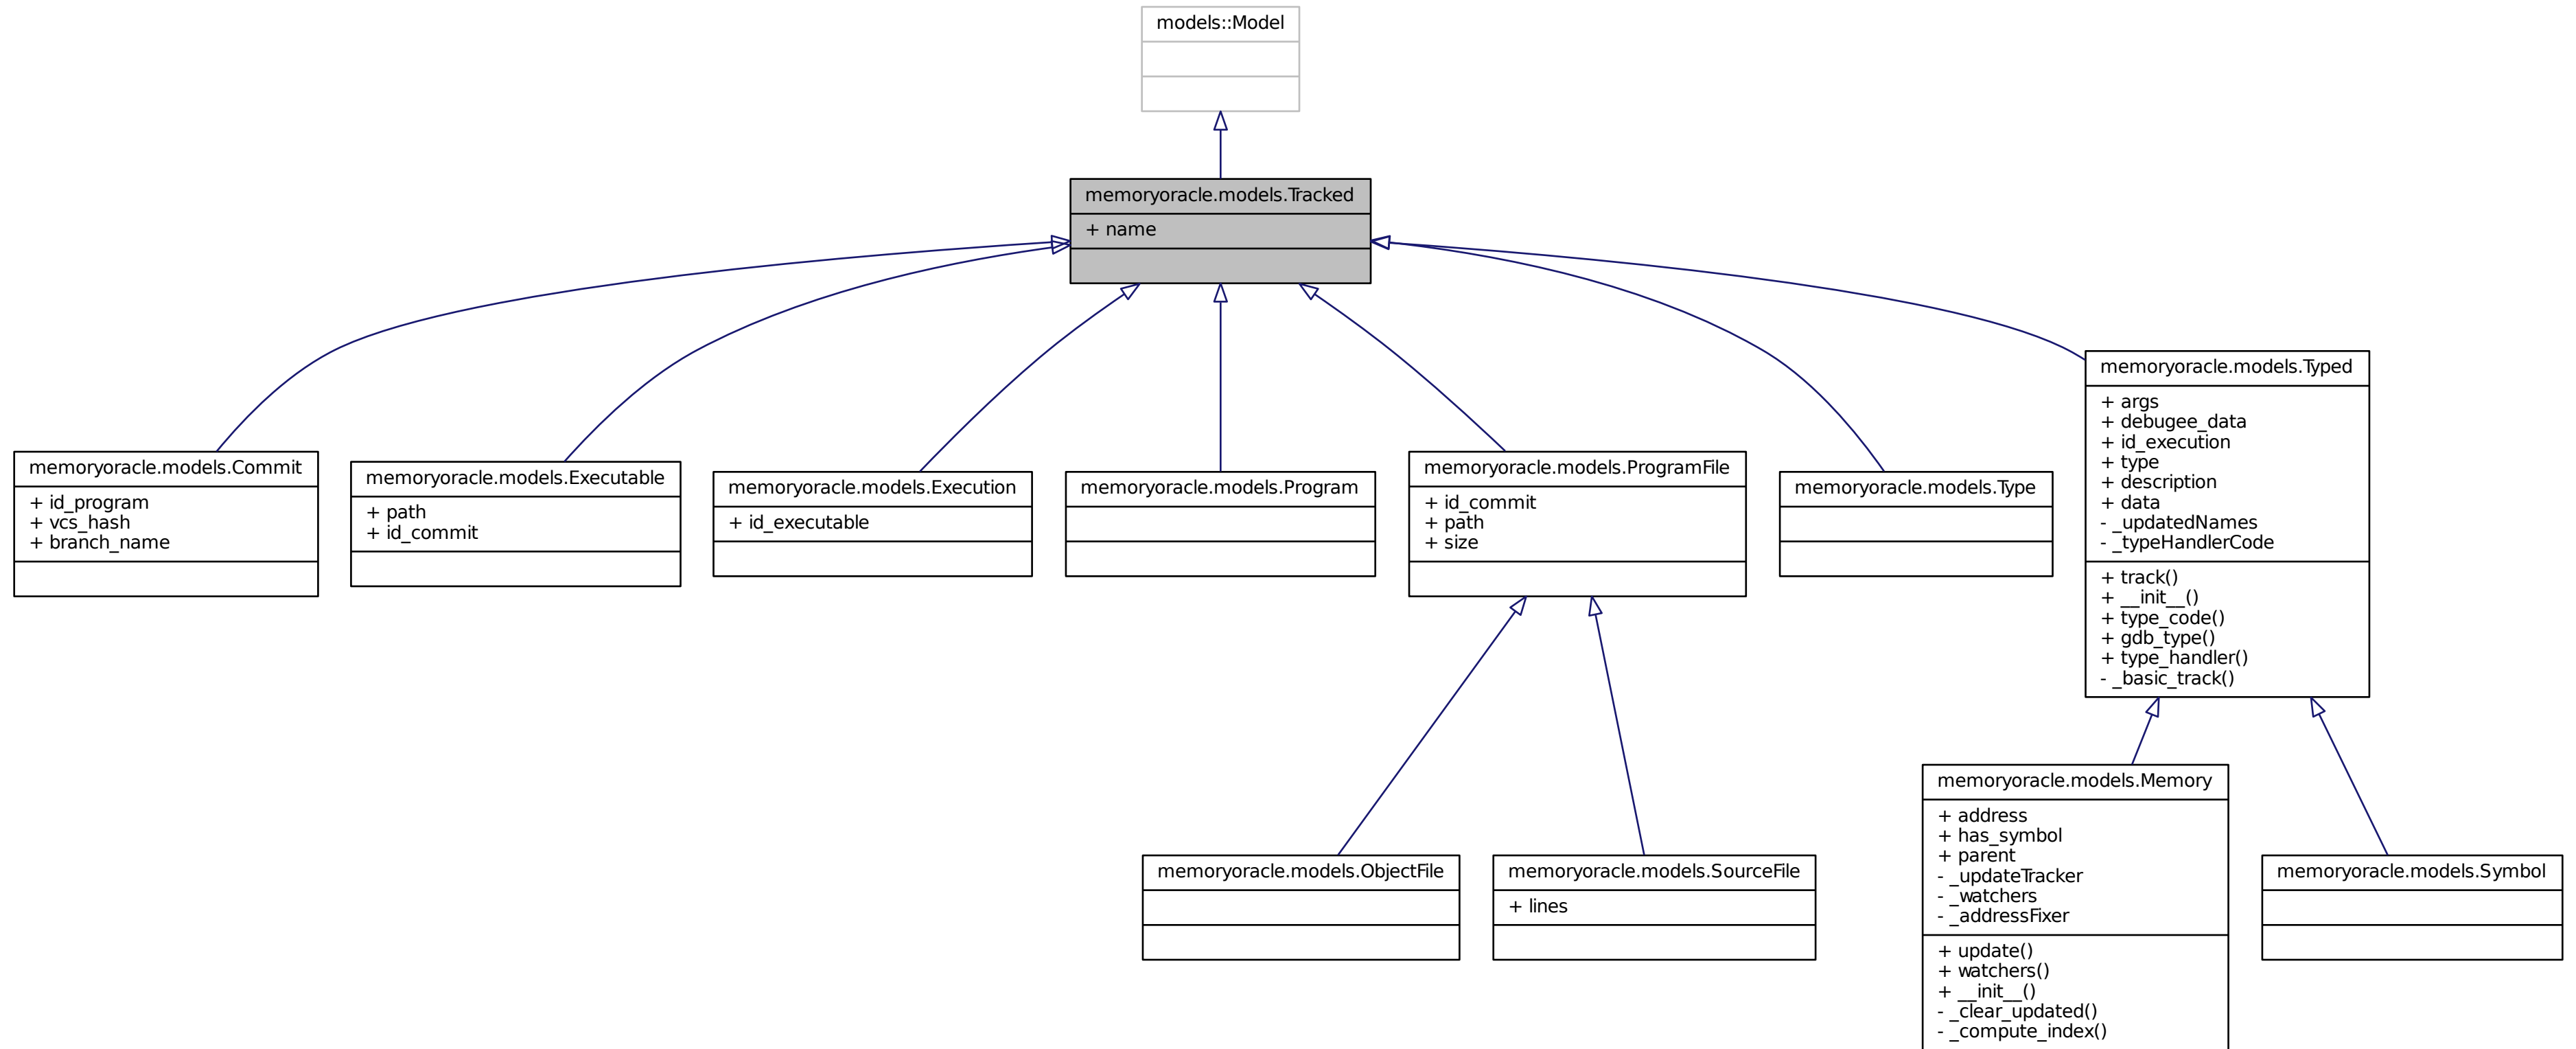 models::Model
memoryoracle.models.Tracked
+ name
memoryoracle.models.Commit
+ id_program
+ vcs_hash
+ branch_name
memoryoracle.models.Executable
+ path
+ id_commit
memoryoracle.models.Execution
+ id_executable
memoryoracle.models.Program
memoryoracle.models.ProgramFile
+ id_commit
+ path
+ size
memoryoracle.models.Type
memoryoracle.models.Typed
+ args
+ debugee_data
+ id_execution
+ type
+ description
+ data
- _updatedNames
- _typeHandlerCode
+ track()
+ __init__()
+ type_code()
+ gdb_type()
+ type_handler()
- _basic_track()
memoryoracle.models.ObjectFile
memoryoracle.models.SourceFile
+ lines
memoryoracle.models.Memory
+ address
+ has_symbol
+ parent
- _updateTracker
- _watchers
- _addressFixer
+ update()
+ watchers()
+ __init__()
- _clear_updated()
- _compute_index()
memoryoracle.models.Symbol